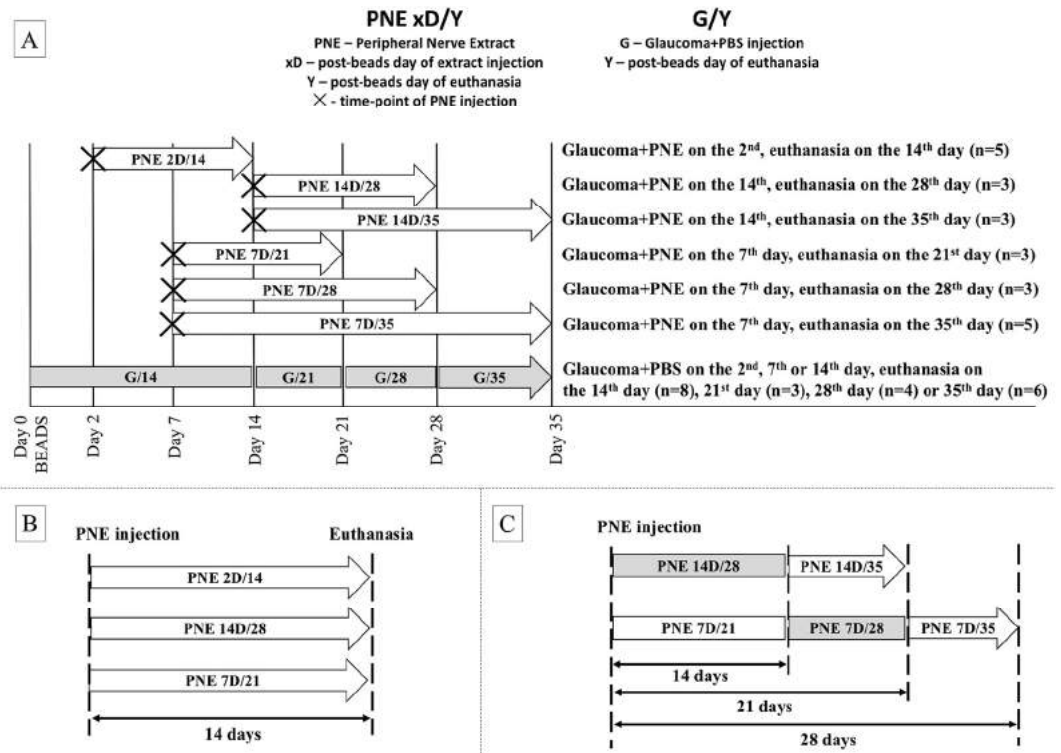 A
PNE xD/Y
PNE – Peripheral Nerve Extract
xD – post-beads day of extract injection
Y – post-beads day of euthanasia
✕ - time-point of PNE injection
G/Y
G – Glaucoma+PBS injection
Y – post-beads day of euthanasia
PNE 2D/14
Glaucoma+PNE on the 2nd, euthanasia on the 14th day (n=5)
PNE 14D/28
Glaucoma+PNE on the 14th, euthanasia on the 28th day (n=3)
PNE 14D/35
Glaucoma+PNE on the 14th, euthanasia on the 35th day (n=3)
PNE 7D/21
Glaucoma+PNE on the 7th day, euthanasia on the 21st day (n=3)
PNE 7D/28
Glaucoma+PNE on the 7th day, euthanasia on the 28th day (n=3)
PNE 7D/35
Glaucoma+PNE on the 7th day, euthanasia on the 35th day (n=5)
G/14
G/21
G/28
G/35
Glaucoma+PBS on the 2nd, 7th or 14th day, euthanasia on
the 14th day (n=8), 21st day (n=3), 28th day (n=4) or 35th day (n=6)
Day 0
BEADS
Day 2
Day 7
Day 14
Day 21
Day 28
Day 35
B
PNE injection
Euthanasia
PNE 2D/14
PNE 14D/28
PNE 7D/21
14 days
C
PNE injection
PNE 14D/28
PNE 14D/35
PNE 7D/21
PNE 7D/28
PNE 7D/35
14 days
21 days
28 days